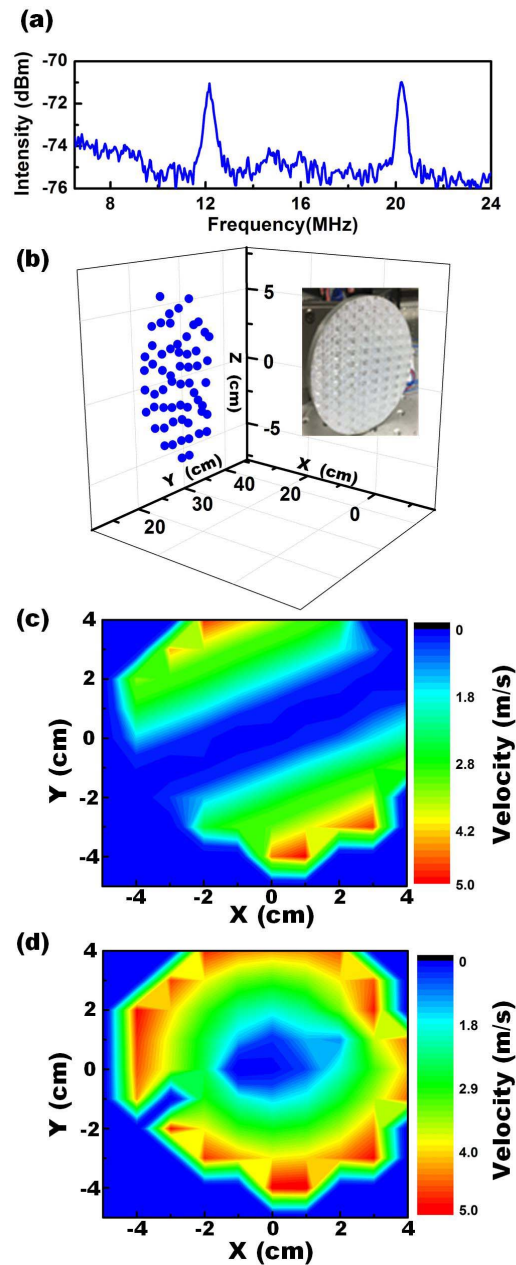 (a)
-70
-72
-74
-76
Intensity (dBm)
8 12 16 20 24
Frequency(MHz)
(b)
5
0
-5
Z (cm)
Y (cm)
X (cm)
20 30 40 20 0
(c)
4
2
0
-2
-4
Y (cm)
-4 -2 0 2 4
X (cm)
0
1.8
2.8
4.2
5.0
Velocity (m/s)
(d)
4
2
0
-2
-4
Y (cm)
-4 -2 0 2 4
X (cm)
0
1.8
2.9
4.0
5.0
Velocity (m/s)